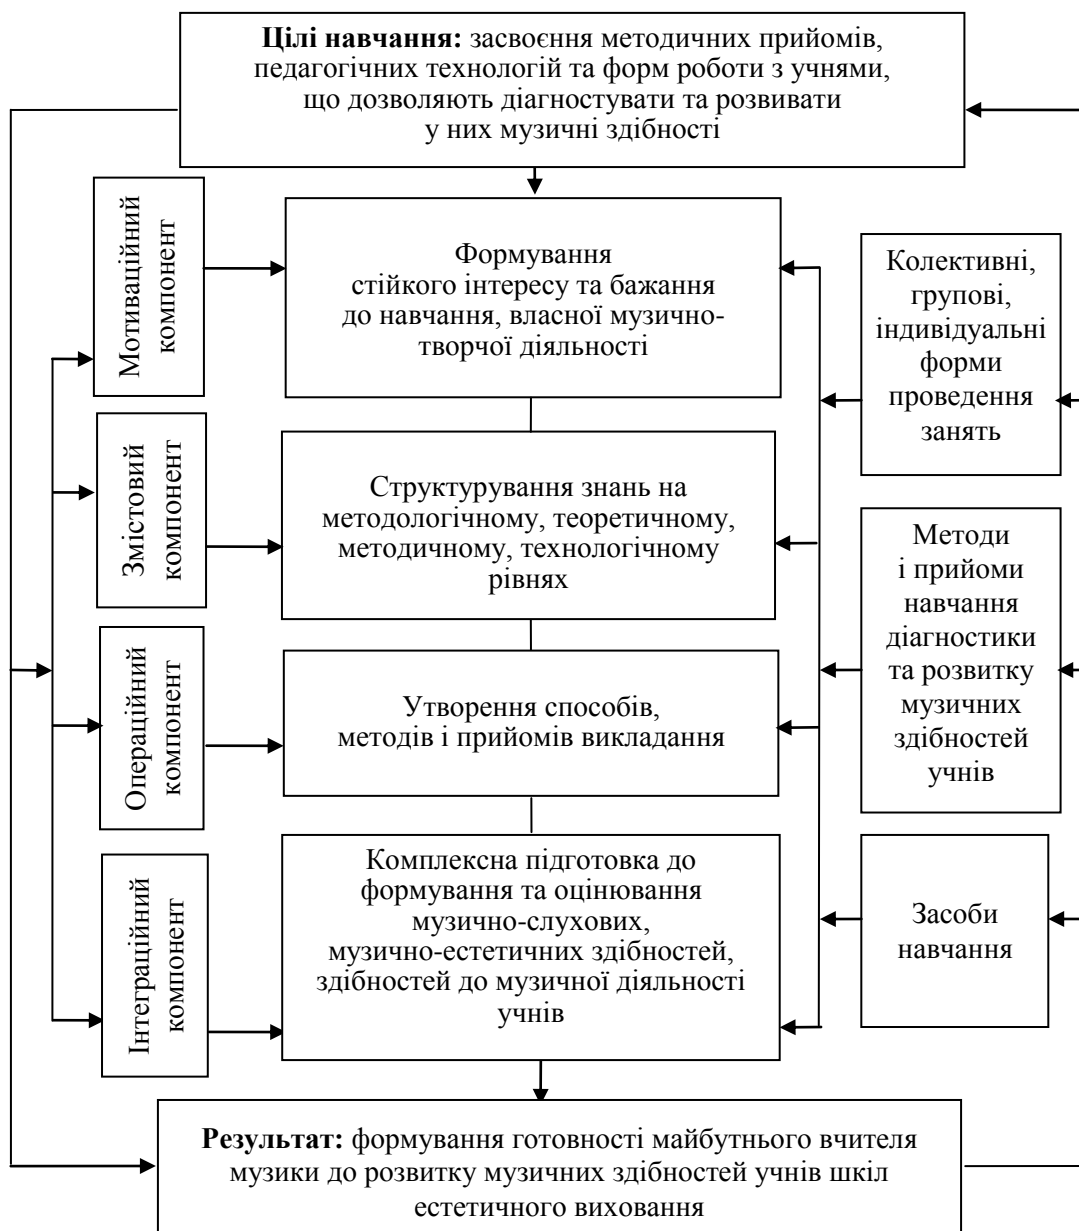 Цілі навчання: засвоєння методичних прийомів,
педагогічних технологій та форм роботи з учнями,
що дозволяють діагностувати та розвивати
у них музичні здібності
Мотиваційний
компонент
Формування
стійкого інтересу та бажання
до навчання, власної музично-
творчої діяльності
Колективні,
групові,
індивідуальні
форми
проведення
занять
Змістовий
компонент
Структурування знань на
методологічному, теоретичному,
методичному, технологічному
рівнях
Методи
і прийоми
навчання
діагностики
та розвитку
музичних
здібностей
учнів
Операційний
компонент
Утворення способів,
методів і прийомів викладання
Інтеграційний
компонент
Комплексна підготовка до
формування та оцінювання
музично-слухових,
музично-естетичних здібностей,
здібностей до музичної діяльності
учнів
Засоби
навчання
Результат: формування готовності майбутнього вчителя
музики до розвитку музичних здібностей учнів шкіл
естетичного виховання